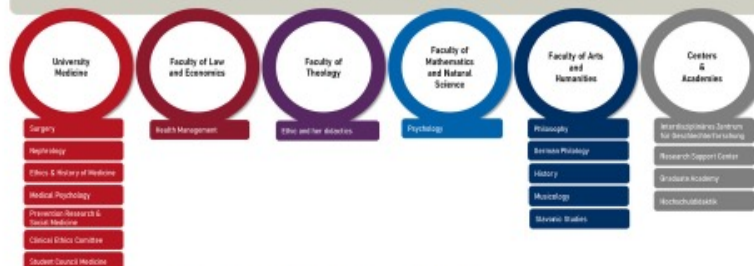 University
Medicine
Surgery
Nephrology
Ethics & History of Medicine
Medical Psychology
Prevention Research &
Social Medicine
Clinical Ethics Comittee
Student Council Medicine
Faculty of Law
and Economics
Health Management
Faculty of
Theology
Ethic and her didactics
Faculty of
Mathematics
and Natural
Science
Psychology
Faculty of Arts
and
Humanities
Philosophy
German Philology
History
Musicology
Slavonic Studies
Centers
&
Academies
Interdisziplinäres Zentrum
für Geschlechterforschung
Research Support Center
Graduate Academy
Hochschuldidaktik